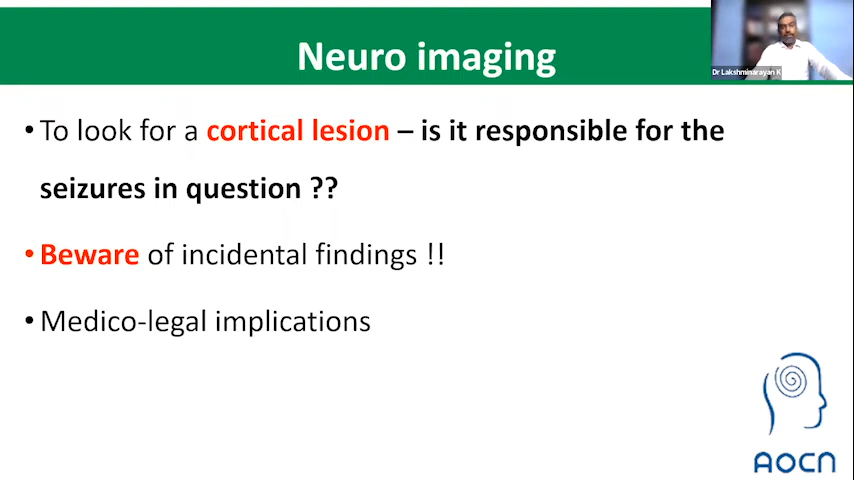 Neuro imaging
Dr Lakshminarayan K
• To look for a cortical lesion – is it responsible for the
seizures in question ??
• Beware of incidental findings !!
• Medico-legal implications
AOCN